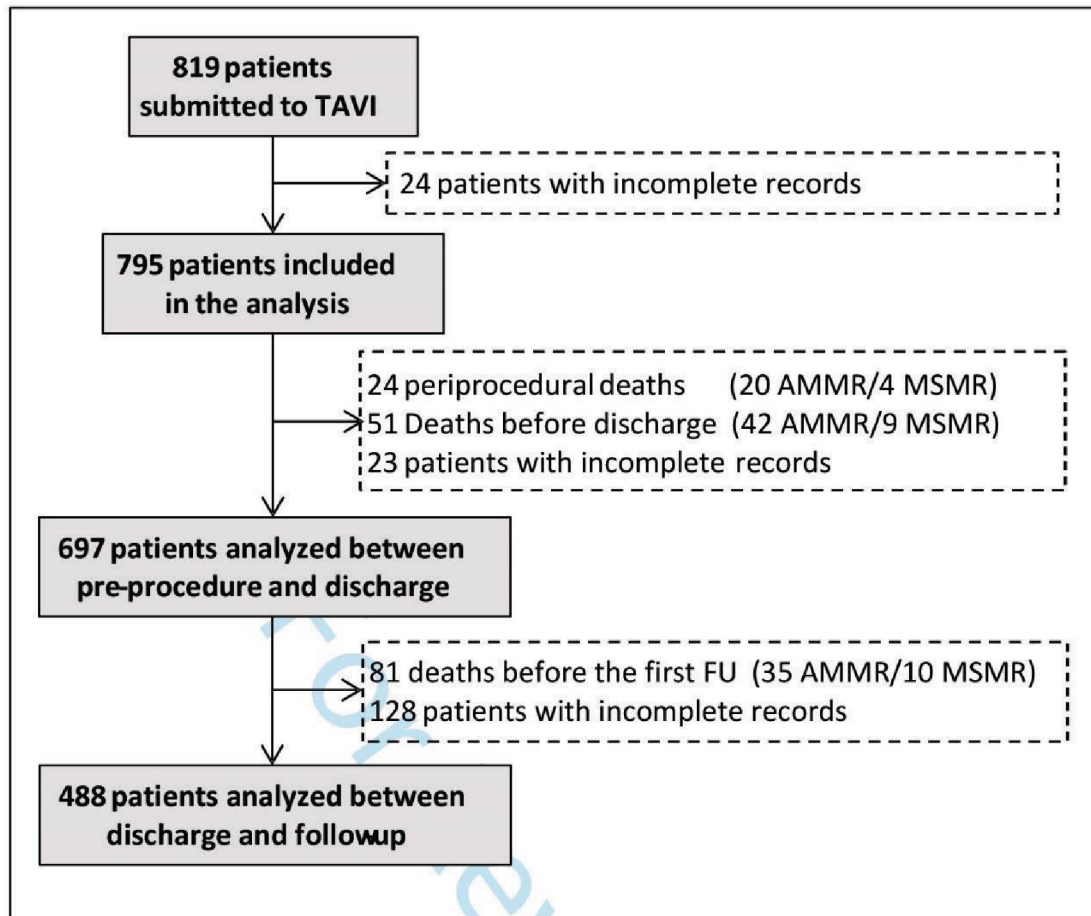 819 patients
submitted to TAVI
24 patients with incomplete records
795 patients included
in the analysis
24 periprocedural deaths (20 AMMR/4 MSMR)
51 Deaths before discharge (42 AMMR/9 MSMR)
23 patients with incomplete records
697 patients analyzed between
pre-procedure and discharge
81 deaths before the first FU (35 AMMR/10 MSMR)
128 patients with incomplete records
488 patients analyzed between
discharge and followup